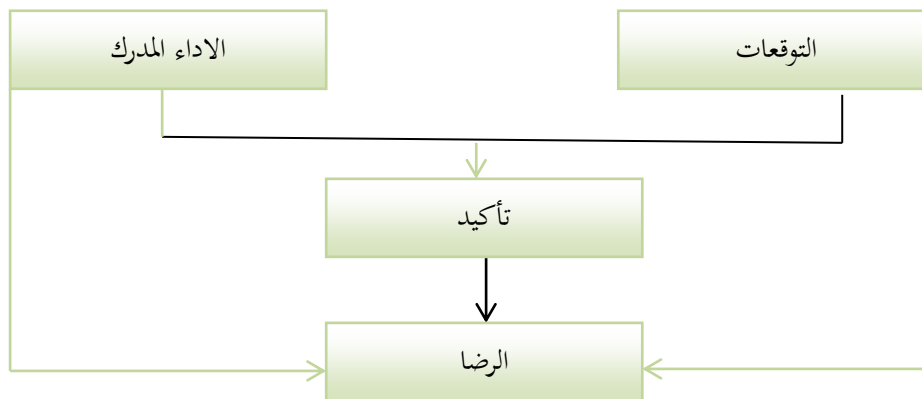 التوقعات
الاداء المدرك
تأكيد
الرضا